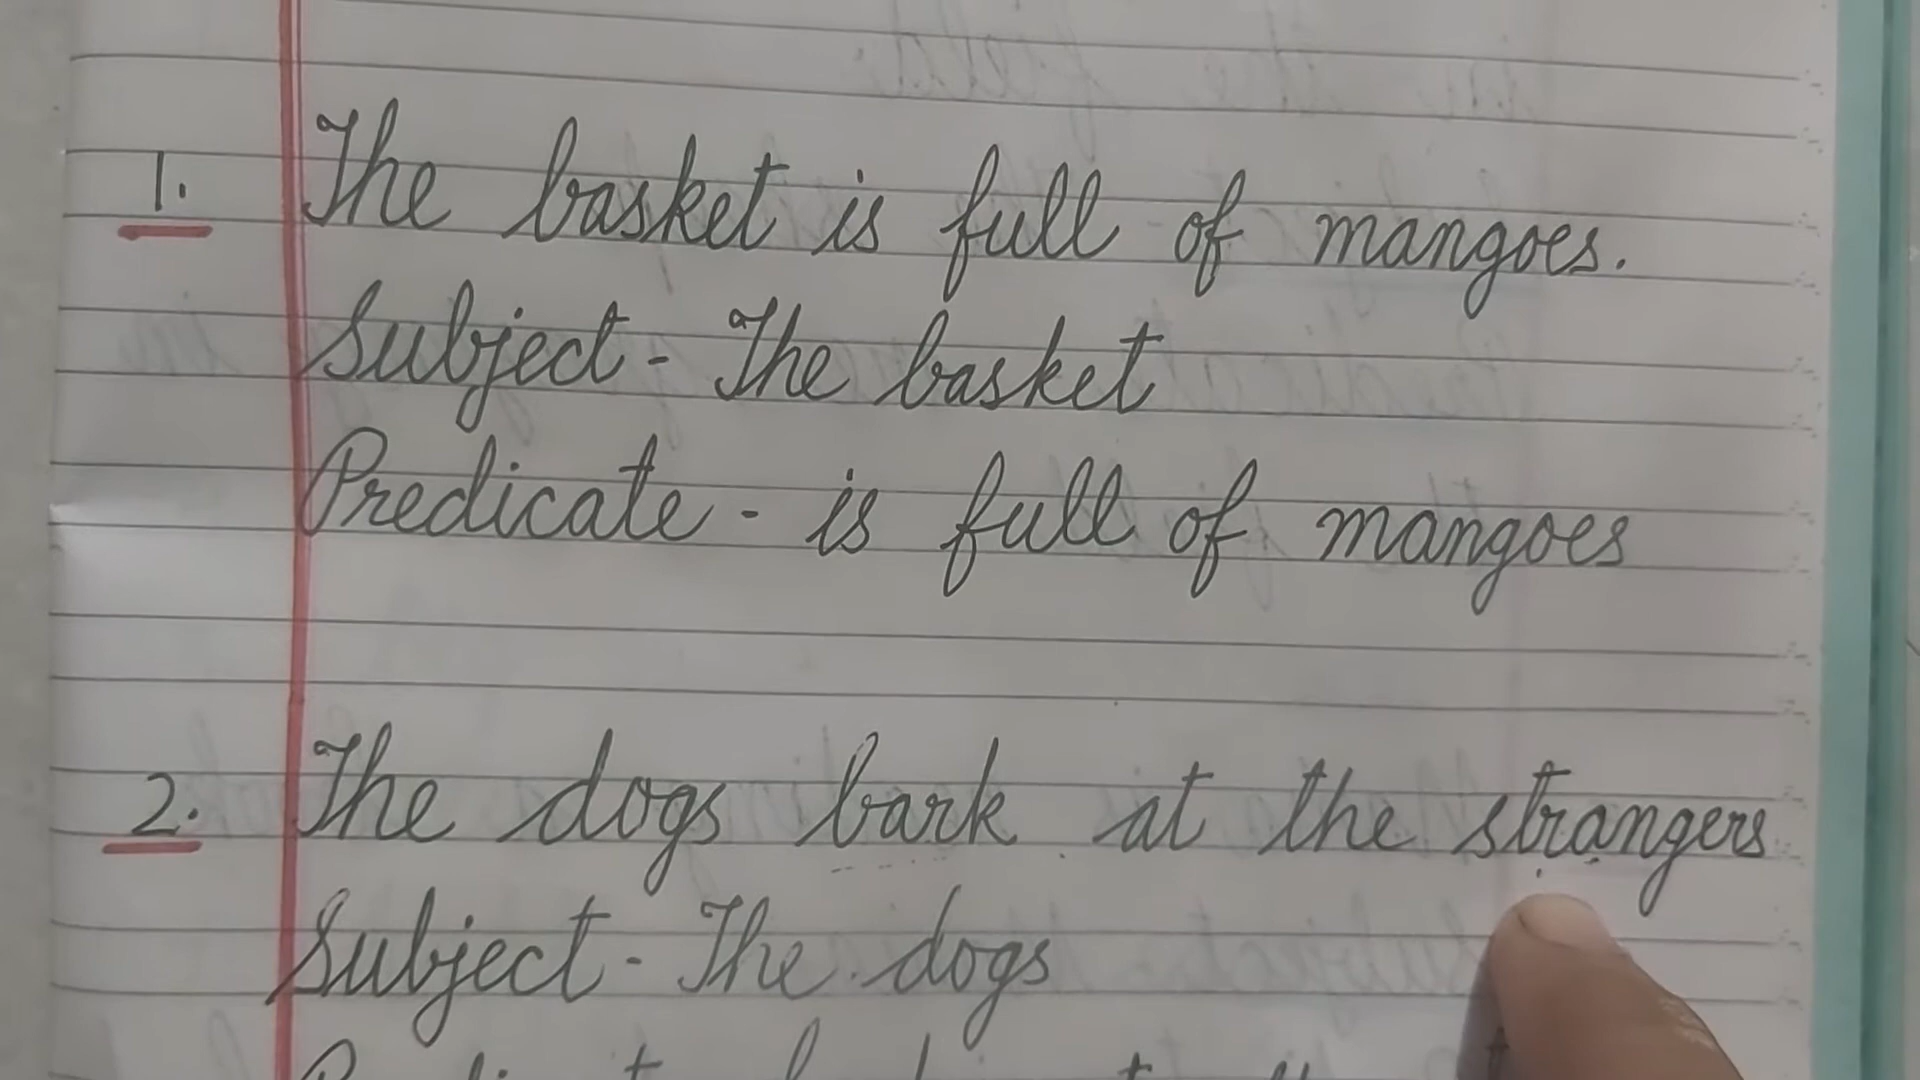 1. The basket is full of mangoes.
Subject - The basket
Predicate - is full of mangoes
2. The dogs bark at the strangers
Subject - The dogs